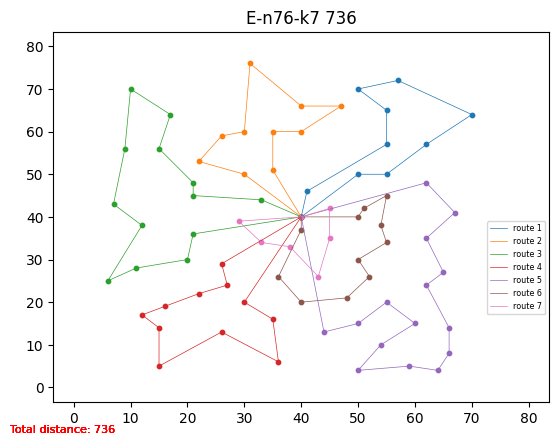 E-n76-k7 736
80
70
60
50
40
30
20
10
0
route 1
route 2
route 3
route 4
route 5
route 6
route 7
0 10 20 30 40 50 60 70 80
Total distance: 736